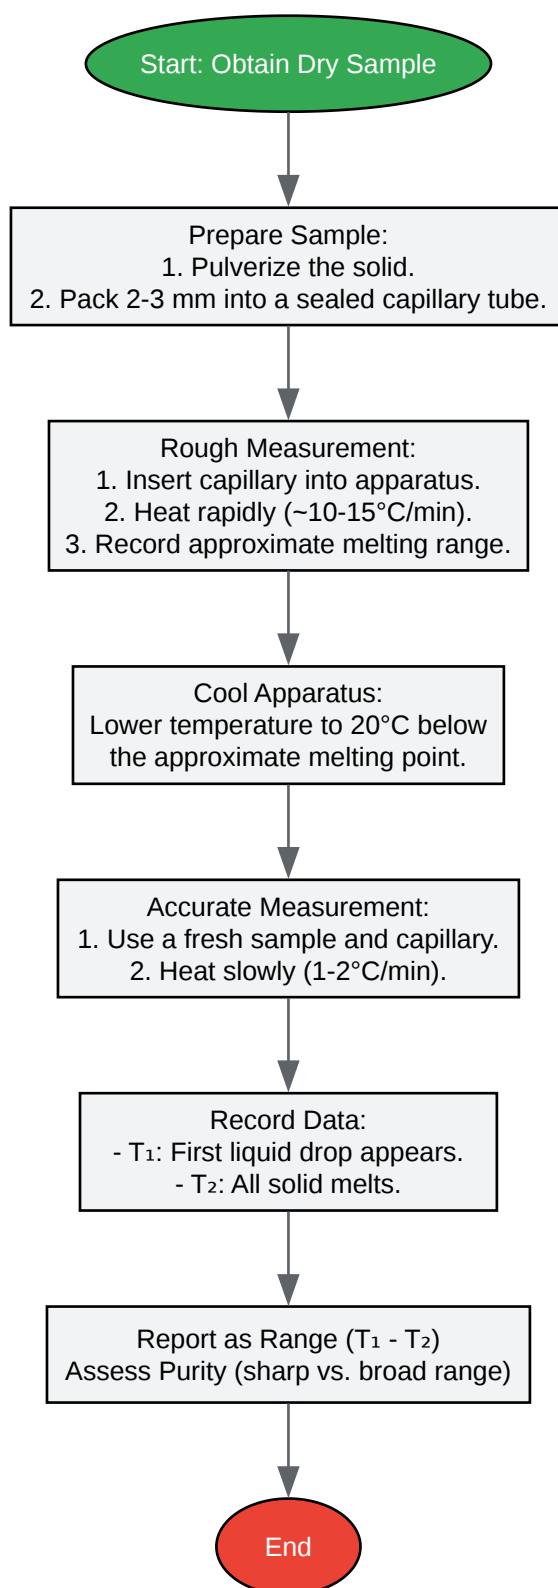 Start: Obtain Dry Sample
Prepare Sample:
1. Pulverize the solid.
2. Pack 2-3 mm into a sealed capillary tube.
Rough Measurement:
1. Insert capillary into apparatus.
2. Heat rapidly (~10-15°C/min).
3. Record approximate melting range.
Cool Apparatus:
Lower temperature to 20°C below
the approximate melting point.
Accurate Measurement:
1. Use a fresh sample and capillary.
2. Heat slowly (1-2°C/min).
Record Data:
- T₁: First liquid drop appears.
- T₂: All solid melts.
Report as Range (T₁ - T₂)
Assess Purity (sharp vs. broad range)
End